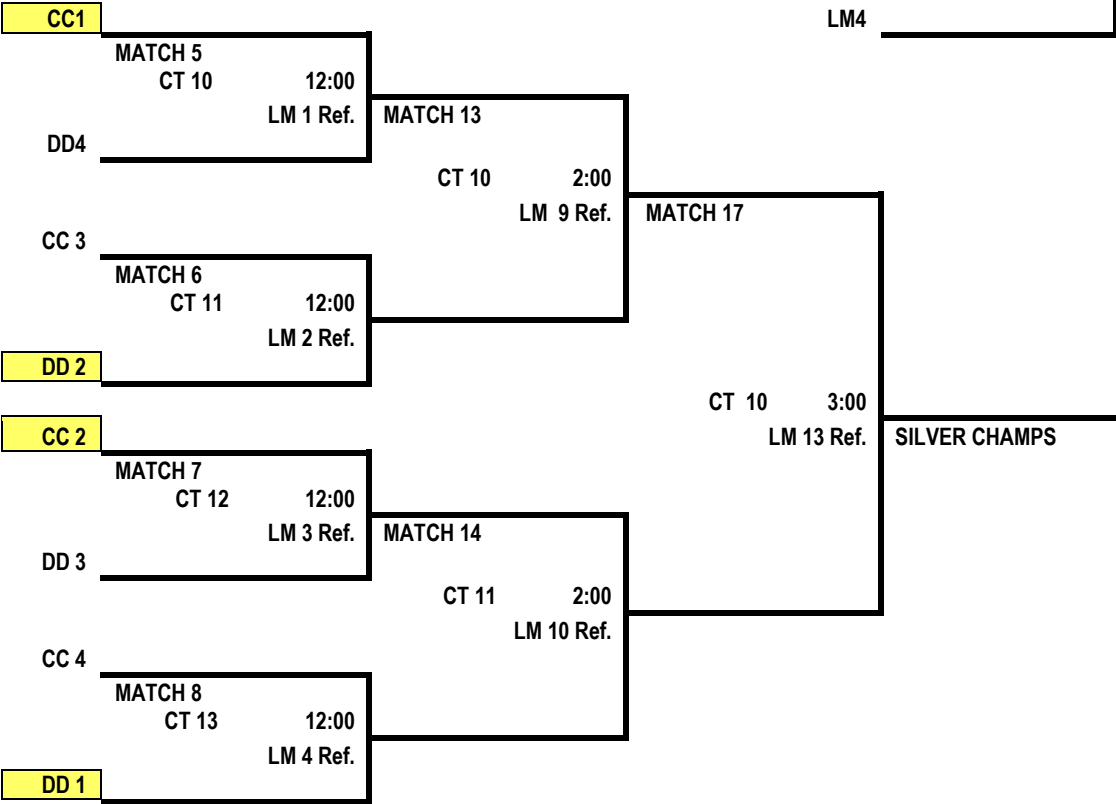 CC1
LM4
MATCH 5
CT 10 12:00
LM 1 Ref.
MATCH 13
DD4
CT 10 2:00
LM 9 Ref.
MATCH 17
CC 3
MATCH 6
CT 11 12:00
LM 2 Ref.
DD 2
CT 10 3:00
LM 13 Ref.
SILVER CHAMPS
CC 2
MATCH 7
CT 12 12:00
LM 3 Ref.
MATCH 14
DD 3
CT 11 2:00
LM 10 Ref.
CC 4
MATCH 8
CT 13 12:00
LM 4 Ref.
DD 1